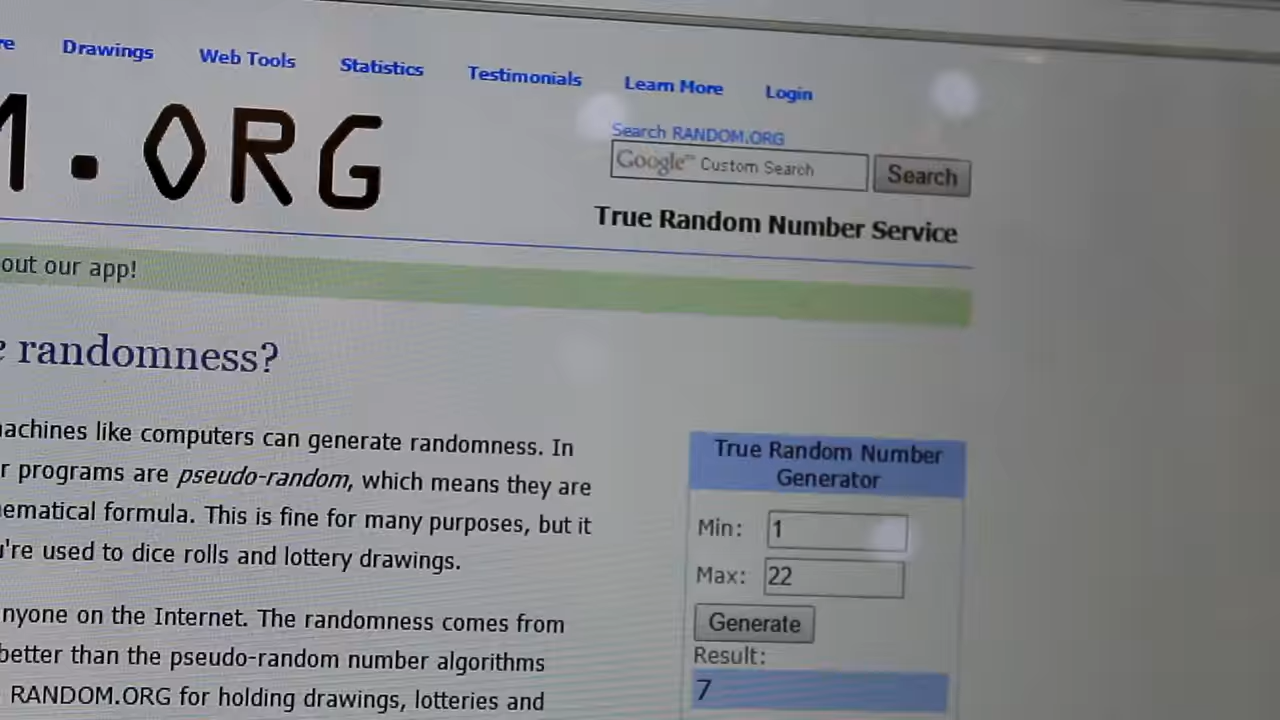 Drawings Web Tools Statistics Testimonials Learn More Login
.ORG
Search RANDOM.ORG
Google™ Custom Search Search
True Random Number Service
out our app!
randomness?
machines like computers can generate randomness. In
r programs are pseudo-random, which means they are
ematical formula. This is fine for many purposes, but it
u're used to dice rolls and lottery drawings.
nyone on the Internet. The randomness comes from
better than the pseudo-random number algorithms
RANDOM.ORG for holding drawings, lotteries and
True Random Number
Generator
Min: 1
Max: 22
Generate
Result:
7